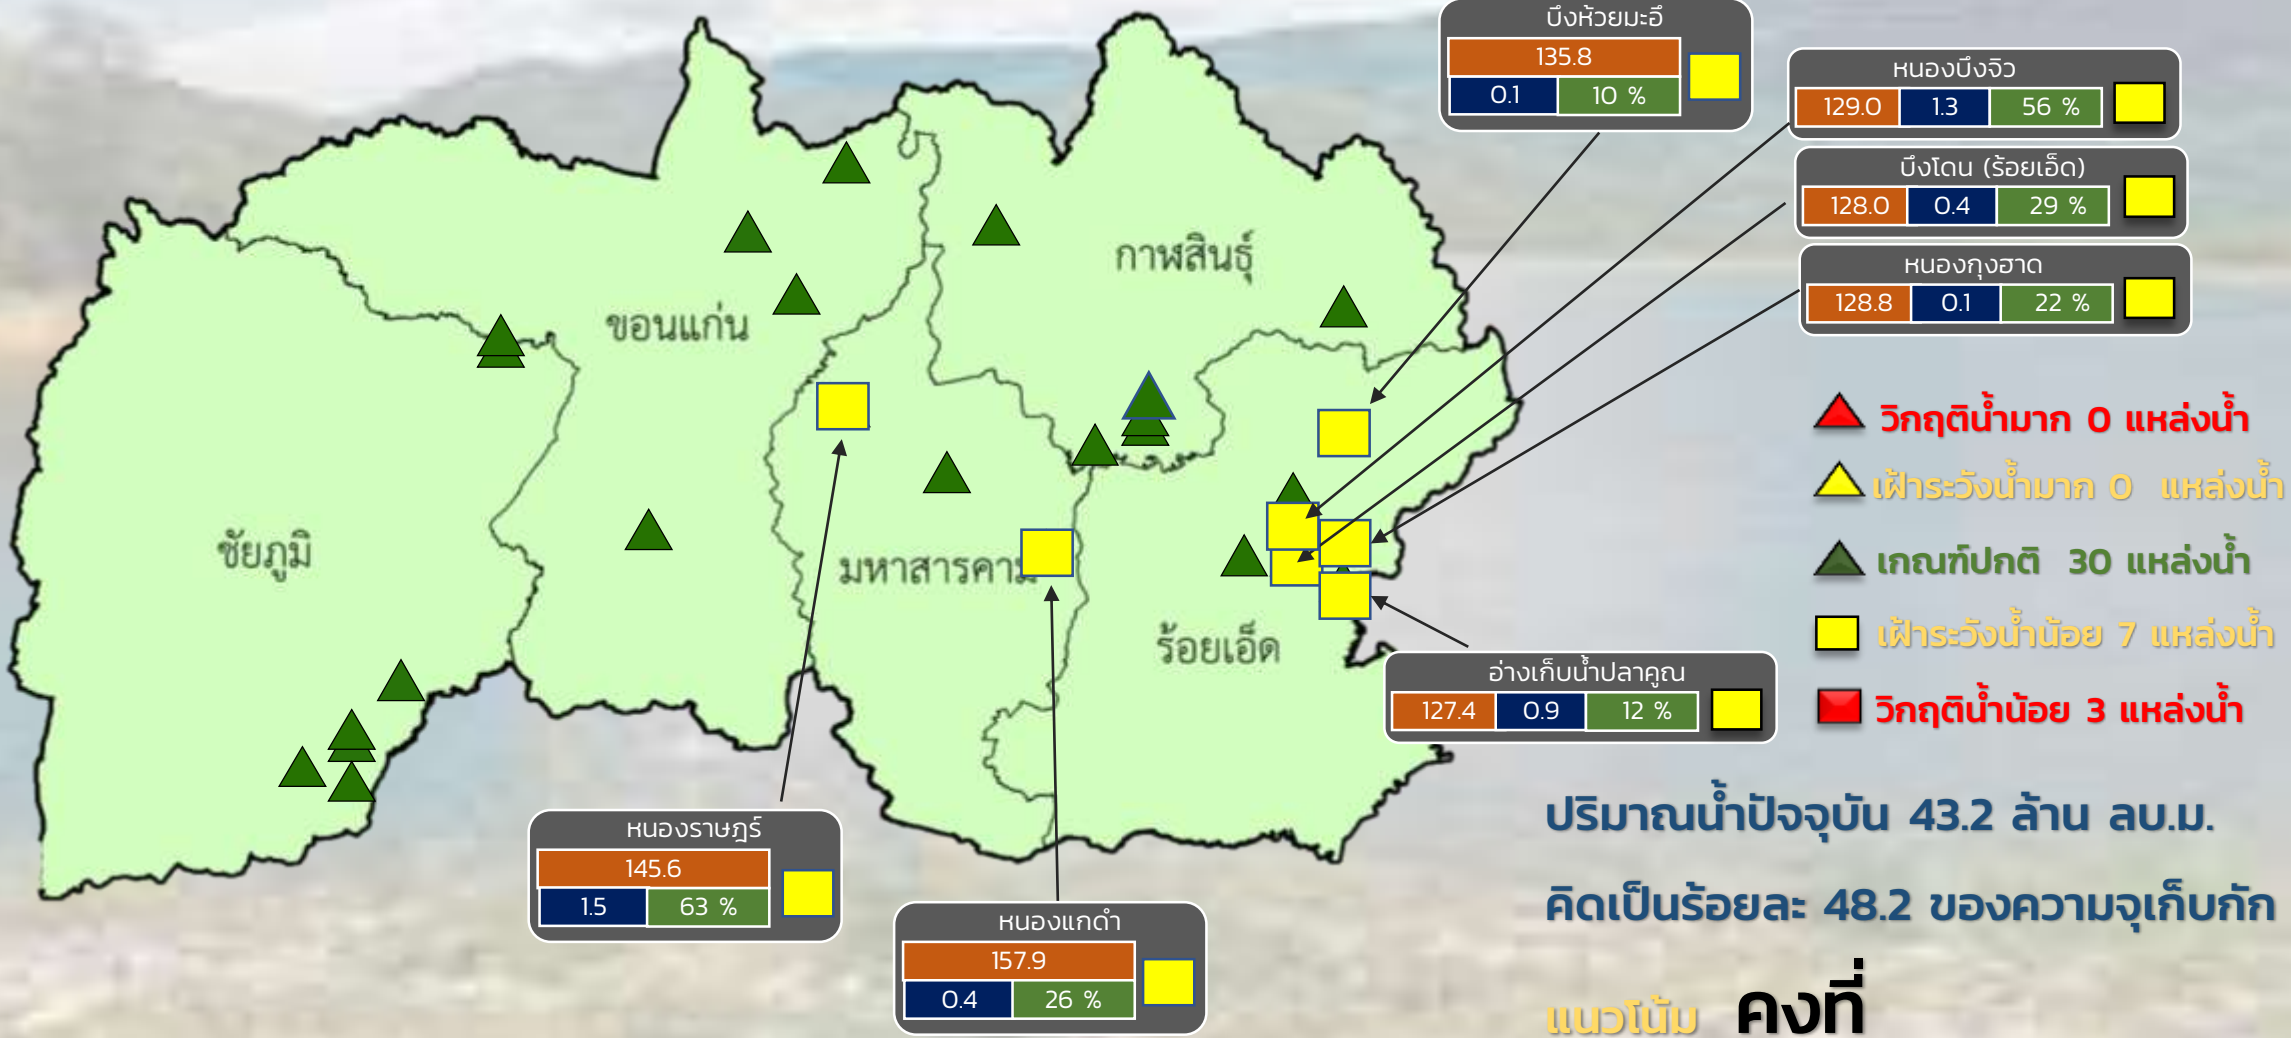 บึงห้วยมะอึ
135.8
0.1 10 %
หนองบึงจิว
129.0 1.3 56 %
บึงโดน (ร้อยเอ็ด)
128.0 0.4 29 %
หนองกุงฮาด
128.8 0.1 22 %
กาฬสินธุ์
ขอนแก่น
ชัยภูมิ
มหาสารคาม
ร้อยเอ็ด
วิกฤติน้ำมาก 0 แหล่งน้ำ
เฝ้าระวังน้ำมาก 0 แหล่งน้ำ
เกณฑ์ปกติ 30 แหล่งน้ำ
เฝ้าระวังน้ำน้อย 7 แหล่งน้ำ
วิกฤติน้ำน้อย 3 แหล่งน้ำ
อ่างเก็บน้ำปลาคูณ
127.4 0.9 12 %
หนองราษฎร์
145.6
1.5 63 %
หนองแกดำ
157.9
0.4 26 %
ปริมาณน้ำปัจจุบัน 43.2 ล้าน ลบ.ม.
คิดเป็นร้อยละ 48.2 ของความจุเก็บกัก
แนวโน้ม คงที่